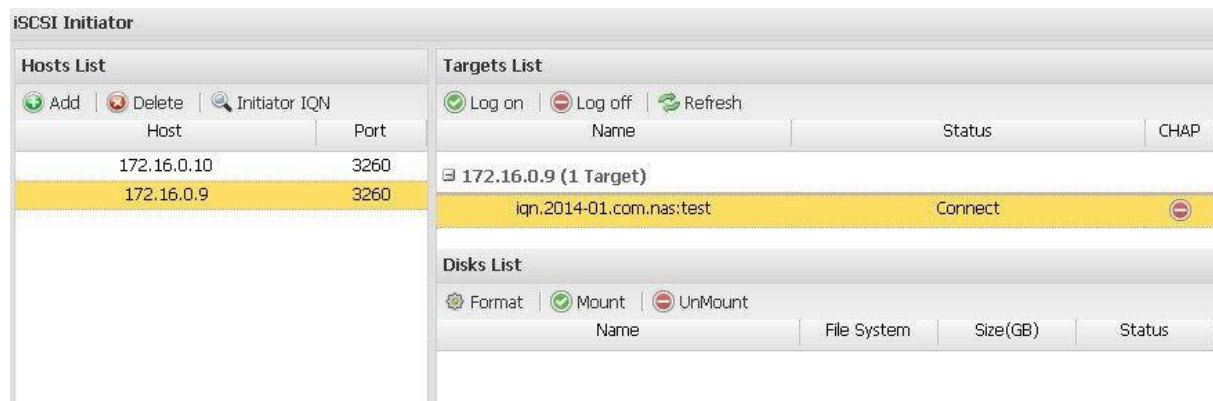 iSCSI Initiator
Hosts List
Add Delete Initiator IQN
Host Port
172.16.0.10 3260
172.16.0.9 3260
Targets List
Log on Log off Refresh
Name Status CHAP
172.16.0.9 (1 Target)
iqn.2014-01.com.nas:test Connect
Disks List
Format Mount UnMount
Name File System Size(GB) Status